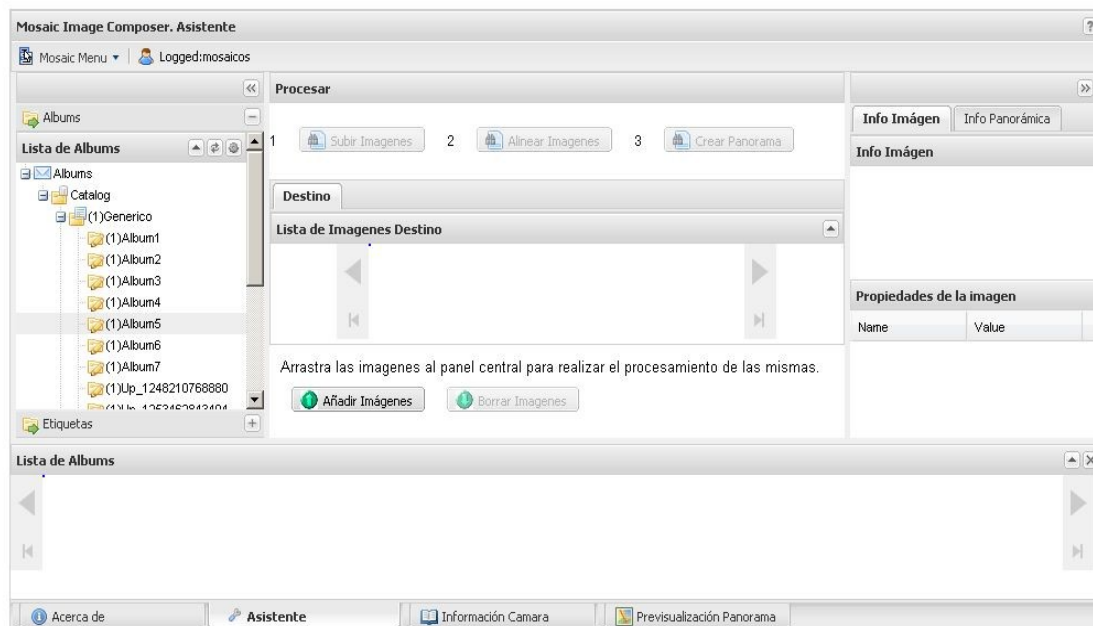 Mosaic Image Composer. Asistente
?
Mosaic Menu
Logged:mosaicos
Albums
Lista de Albums
Albums
Catalog
(1)Generico
(1)Album1
(1)Album2
(1)Album3
(1)Album4
(1)Album5
(1)Album6
(1)Album7
(1)Up_1248210768880
Etiquetas
Procesar
1 Subir Imagenes 2 Alinear Imagenes 3 Crear Panorama
Destino
Lista de Imagenes Destino
Arrastra las imagenes al panel central para realizar el procesamiento de las mismas.
Añadir Imágenes Borrar Imagenes
Info Imágen Info Panorámica
Info Imágen
Propiedades de la imagen
Name Value
Lista de Albums
Acerca de Asistente Información Camara Previsualización Panorama